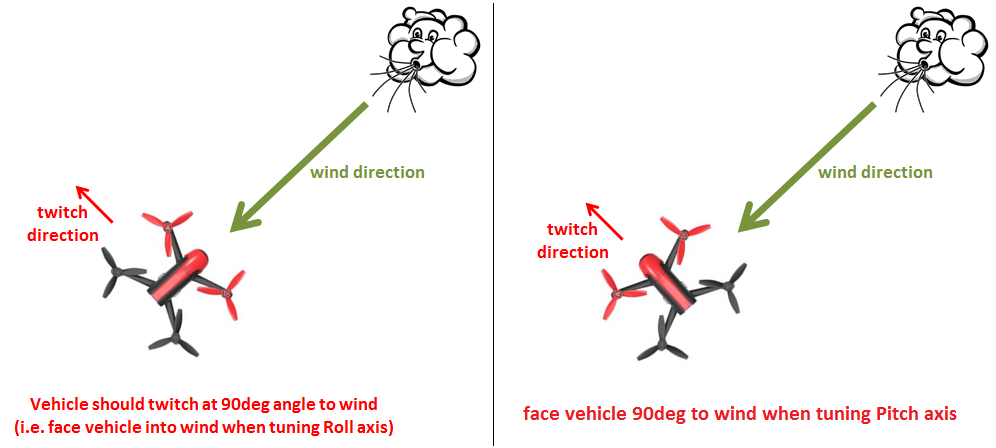 wind direction
twitch
direction
Vehicle should twitch at 90deg angle to wind
(i.e. face vehicle into wind when tuning Roll axis)
wind direction
twitch
direction
face vehicle 90deg to wind when tuning Pitch axis